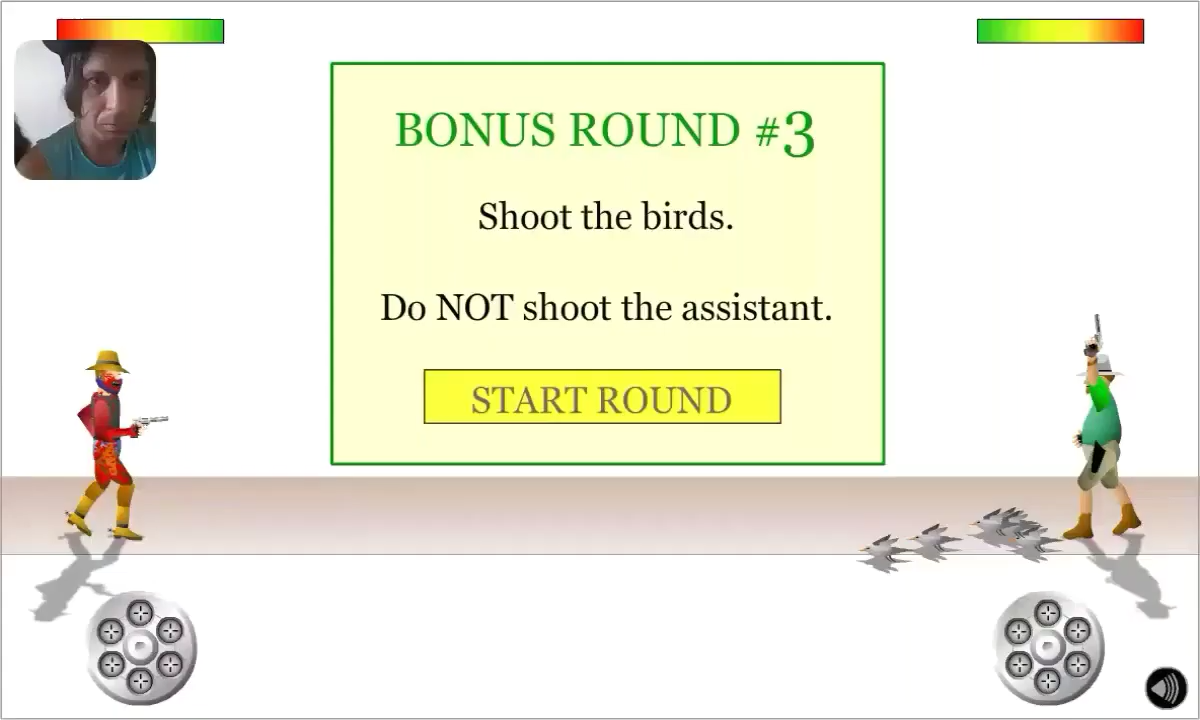 BONUS ROUND #3
Shoot the birds.
Do NOT shoot the assistant.
START ROUND